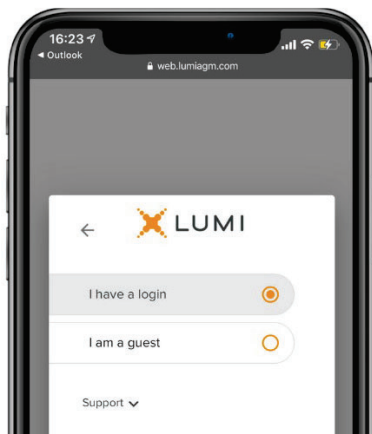 16:23
Outlook
web.lumiagm.com
LUMI
I have a login
I am a guest
Support